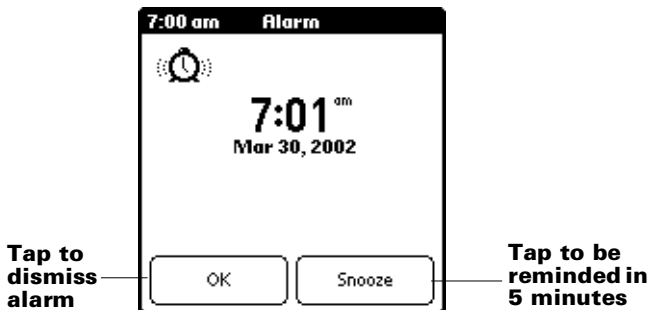 7:00 am Alarm
7:01 am
Mar 30, 2002
Tap to
dismiss
alarm
OK
Snooze
Tap to be
reminded in
5 minutes